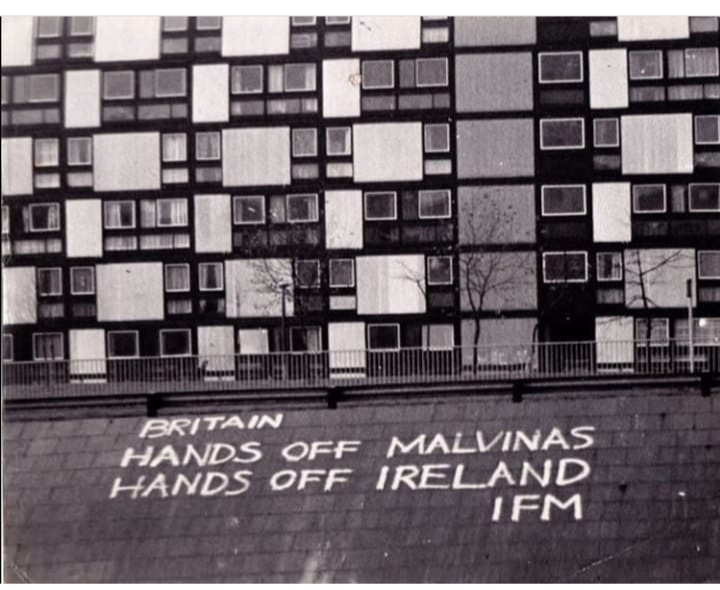 BRITAIN
HANDS OFF MALVINAS
HANDS OFF IRELAND
IFM